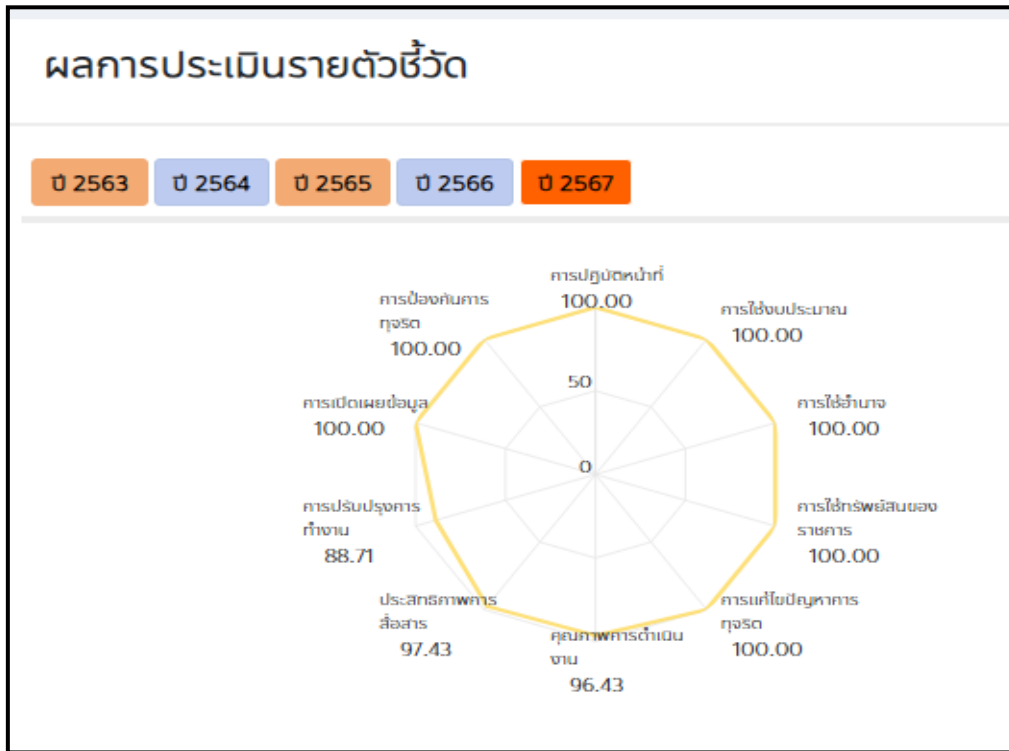 ผลการประเมินรายตัวชี้วัด
ปี 2563
ปี 2564
ปี 2565
ปี 2566
ปี 2567
การปฏิบัติหน้าที่
100.00
การใช้งบประมาณ
100.00
การใช้อำนาจ
100.00
การใช้ทรัพย์สินของ
ราชการ
100.00
การแก้ไขปัญหาการ
ทุจริต
100.00
คุณภาพการดำเนิน
งาน
96.43
ประสิทธิภาพการ
สื่อสาร
97.43
การปรับปรุงการ
ทำงาน
88.71
การเปิดเผยข้อมูล
100.00
การป้องกันการ
ทุจริต
100.00
50
0